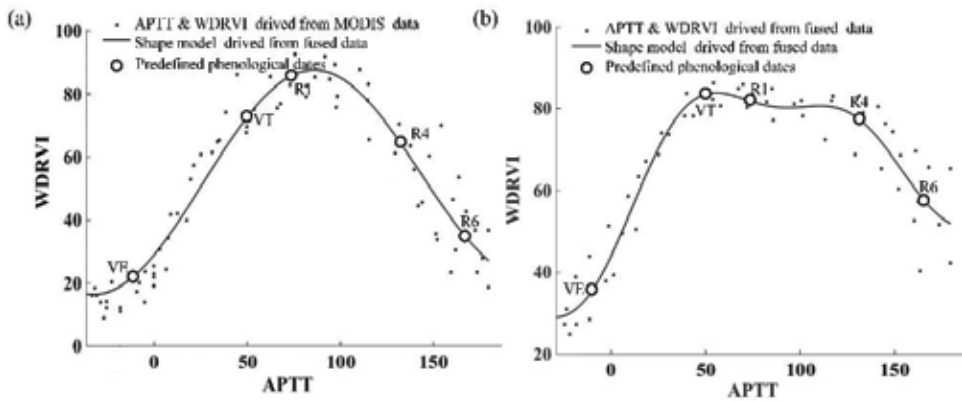 (a)
APTT & WDRVI drived from MODIS data
Shape model drived from fused data
Predefined phenological dates
100
80
60
40
20
0
WDRVI
VE
VT
R1
R4
R6
0 50 100 150
APTT
(b)
APTT & WDRVI drived from fused data
Shape model drived from fused data
Predefined phenological dates
100
80
60
40
20
WDRVI
VE
VT
R1
R4
R6
0 50 100 150
APTT